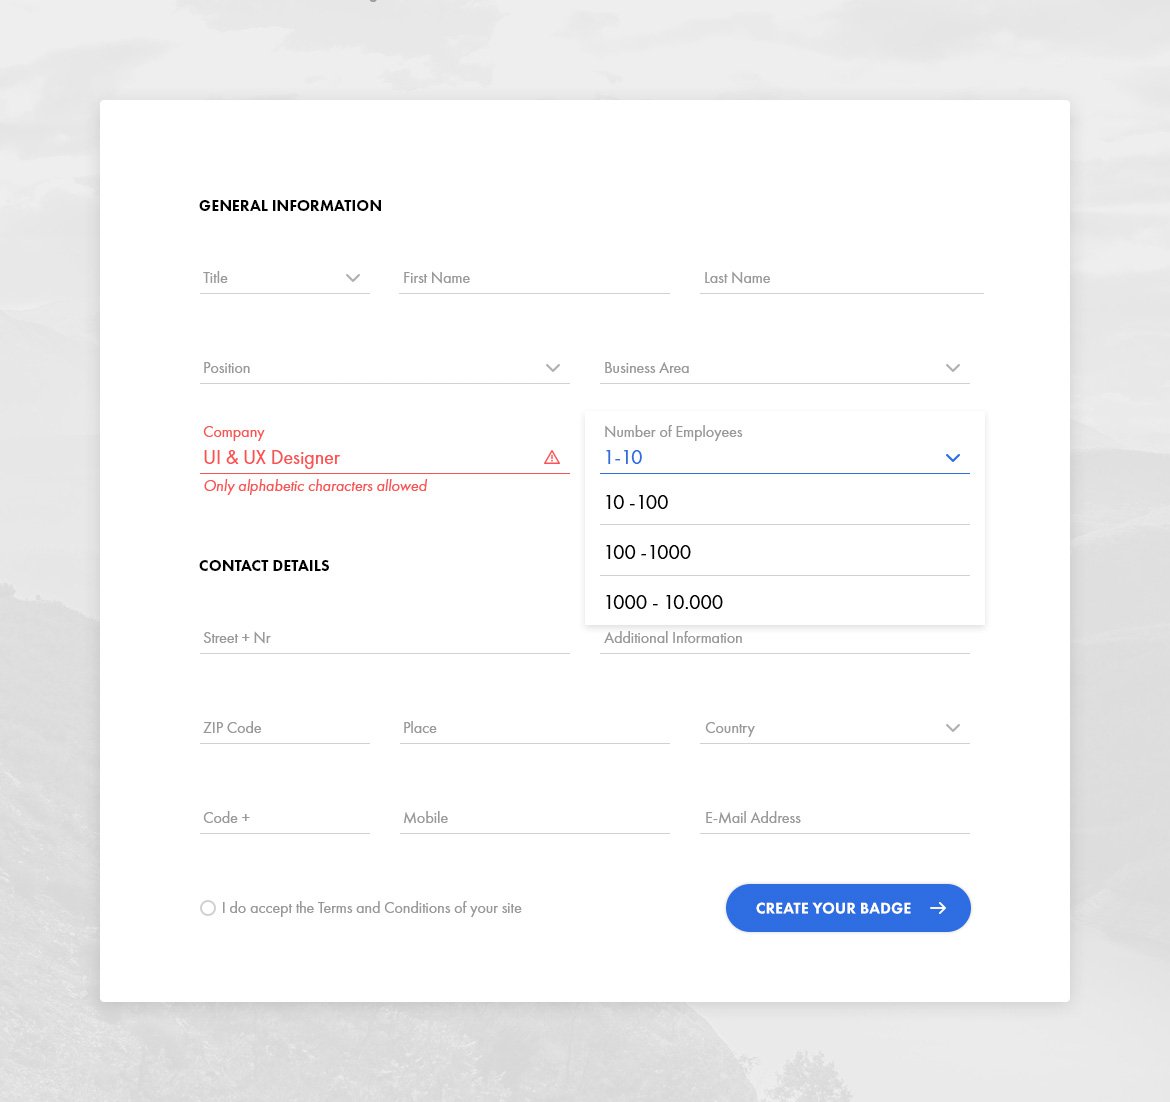 GENERAL INFORMATION
Title
First Name
Last Name
Position
Business Area
Company
UI & UX Designer
Only alphabetic characters allowed
Number of Employees
1-10
10 -100
100 -1000
1000 - 10.000
CONTACT DETAILS
Street + Nr
Additional Information
ZIP Code
Place
Country
Code +
Mobile
E-Mail Address
I do accept the Terms and Conditions of your site
CREATE YOUR BADGE